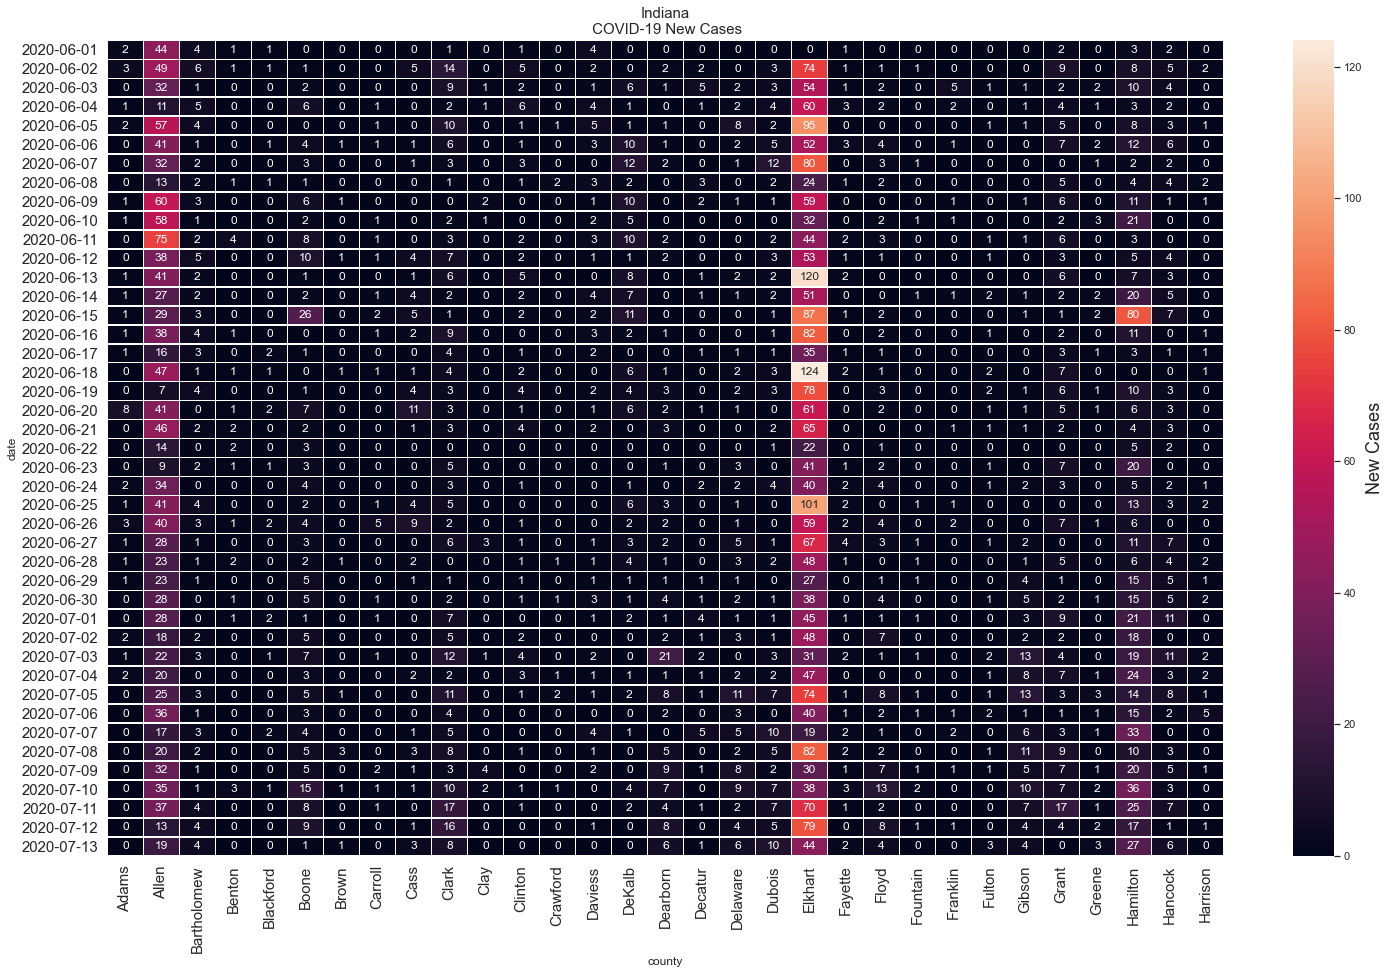 Indiana
COVID-19 New Cases
2020-06-01 2 44 4 1 1 0 0 0 0 1 0 1 0 4 0 0 0 0 0 0 1 0 0 0 0 0 2 0 3 2 0
2020-06-02 3 49 6 1 1 1 0 0 5 14 0 5 0 2 0 2 2 0 3 74 1 1 1 0 0 0 9 0 8 5 2
2020-06-03 0 32 1 0 0 2 0 0 0 9 1 2 0 1 6 1 5 2 3 54 1 2 0 5 1 1 2 2 10 4 0
2020-06-04 1 11 5 0 0 6 0 1 0 2 1 6 0 4 1 0 1 2 4 60 3 2 0 2 0 1 4 1 3 2 0
2020-06-05 2 57 4 0 0 0 0 1 0 10 0 1 1 5 1 1 0 8 2 95 0 0 0 0 1 1 5 0 8 3 1
2020-06-06 0 41 1 0 1 4 1 1 1 6 0 1 0 3 10 1 0 2 5 52 3 4 0 1 0 0 7 2 12 6 0
2020-06-07 0 32 2 0 0 3 0 0 1 3 0 3 0 0 12 2 0 1 12 80 0 3 1 0 0 0 0 1 2 2 0
2020-06-08 0 13 2 1 1 1 0 0 0 1 0 1 2 3 2 0 3 0 2 24 1 2 0 0 0 0 5 0 4 4 2
2020-06-09 1 60 3 0 0 6 1 0 0 0 2 0 0 1 10 0 2 1 1 59 0 0 0 0 1 0 6 0 11 1 1
2020-06-10 1 58 1 0 0 2 0 1 0 2 1 0 0 2 5 0 0 0 0 32 0 2 1 1 0 0 2 3 21 0 0
2020-06-11 0 75 2 4 0 8 0 1 0 3 0 2 0 3 10 2 0 0 2 44 2 3 0 0 1 1 6 0 3 0 0
2020-06-12 0 38 5 0 0 10 1 1 4 7 0 2 0 1 1 2 0 0 3 53 1 1 0 0 1 0 3 0 5 4 0
2020-06-13 1 41 2 0 0 1 0 0 1 6 0 5 0 0 8 0 1 2 2 120 2 0 0 0 0 0 6 0 7 3 0
2020-06-14 1 27 2 0 0 2 0 1 4 2 0 2 0 4 7 0 1 1 2 51 0 0 1 1 2 1 2 2 20 5 0
2020-06-15 1 29 3 0 0 26 0 2 5 1 0 2 0 2 11 0 0 0 1 87 1 2 0 0 0 1 1 2 80 7 0
2020-06-16 1 38 4 1 0 0 0 1 2 9 0 0 0 3 2 1 0 0 1 82 0 2 0 0 1 0 2 0 11 0 1
2020-06-17 1 16 3 0 2 1 0 0 0 4 0 1 0 2 0 0 1 1 1 35 1 1 0 0 0 0 3 1 3 1 1
2020-06-18 0 47 1 1 1 0 1 1 1 4 0 2 0 0 6 1 0 2 3 124 2 1 0 0 2 0 7 0 0 0 1
2020-06-19 0 7 4 0 0 1 0 0 4 3 0 4 0 2 4 3 0 2 3 78 0 3 0 0 2 1 6 1 10 3 0
2020-06-20 8 41 0 1 2 7 0 0 11 3 0 1 0 1 6 2 1 1 0 61 0 2 0 0 1 1 5 1 6 3 0
2020-06-21 0 46 2 2 0 2 0 0 1 3 0 4 0 2 0 3 0 0 2 65 0 0 0 1 1 1 2 0 4 3 0
2020-06-22 0 14 0 2 0 3 0 0 0 0 0 0 0 0 0 0 0 0 1 22 0 1 0 0 0 0 0 0 5 2 0
2020-06-23 0 9 2 1 1 3 0 0 0 5 0 0 0 0 1 1 0 3 0 41 1 2 0 0 1 0 7 0 20 0 0
2020-06-24 2 34 0 0 0 4 0 0 0 3 0 1 0 0 1 0 2 2 4 40 2 4 0 0 1 2 3 0 5 2 1
2020-06-25 1 41 4 0 0 2 0 1 4 5 0 0 0 0 6 3 0 1 0 101 2 0 1 1 0 0 0 0 13 3 2
2020-06-26 3 40 3 1 2 4 0 5 9 2 0 1 0 0 2 2 0 1 0 59 2 4 0 2 0 0 7 1 6 0 0
2020-06-27 1 28 1 0 0 3 0 0 0 6 3 1 0 1 3 2 0 5 1 67 4 3 1 0 1 2 0 0 11 7 0
2020-06-28 1 23 1 2 0 2 1 0 2 0 0 1 1 1 4 1 0 3 2 48 1 0 1 0 0 1 5 0 6 4 2
2020-06-29 1 23 1 0 0 5 0 0 1 1 0 1 0 1 1 1 1 1 0 27 0 1 1 0 0 4 1 0 15 5 1
2020-06-30 0 28 0 1 0 5 0 1 0 2 0 1 1 3 1 4 1 2 1 38 0 4 0 0 1 5 2 1 15 5 2
2020-07-01 0 28 0 1 2 1 0 1 0 7 0 0 0 0 1 2 1 4 1 1 45 1 1 1 0 0 3 9 0 21 11 0
2020-07-02 2 18 2 0 0 5 0 0 0 5 0 2 0 0 0 2 1 3 1 48 0 7 0 0 0 2 2 0 18 0 0
2020-07-03 1 22 3 0 1 7 0 1 0 12 1 4 0 2 0 21 2 0 3 31 2 1 1 0 2 13 4 0 19 11 2
2020-07-04 2 20 0 0 0 3 0 0 2 2 0 3 1 1 1 1 1 2 2 47 0 0 0 0 1 8 7 1 24 3 2
2020-07-05 0 25 3 0 0 5 1 0 0 11 0 1 2 1 2 8 1 11 7 74 1 8 1 0 0 13 3 3 14 8 1
2020-07-06 0 36 1 0 0 3 0 0 0 4 0 0 0 0 0 2 0 3 0 40 1 2 1 1 2 1 1 1 15 2 5
2020-07-07 0 17 3 0 2 4 0 0 1 5 0 0 0 4 1 0 5 5 10 19 2 1 0 2 0 6 3 1 33 0 0
2020-07-08 0 20 2 0 0 5 3 0 3 8 0 1 0 1 0 5 0 2 5 82 2 2 0 0 1 11 9 0 10 3 0
2020-07-09 0 32 1 0 0 5 0 2 1 3 4 0 0 2 0 9 1 8 2 30 1 7 1 1 1 5 7 1 20 5 1
2020-07-10 0 35 1 3 1 15 1 1 1 10 2 1 1 0 4 7 0 9 7 38 3 13 2 0 0 10 7 2 36 3 0
2020-07-11 0 37 4 0 0 8 0 1 0 17 0 0 0 0 2 4 1 2 7 70 1 2 0 0 0 7 17 1 25 7 0
2020-07-12 0 13 4 0 0 9 0 0 1 16 0 0 0 1 0 8 0 4 5 79 0 8 1 1 0 4 4 2 17 1 1
2020-07-13 0 19 4 0 0 1 1 0 3 8 0 0 0 0 0 6 1 6 10 44 2 4 0 0 3 4 0 3 27 6 0
date
Adams Allen Bartholomew Benton Blackford Boone Brown Carroll Cass Clark Clay Clinton Crawford Daviess DeKalb Dearborn Decatur Delaware Dubois Elkhart Fayette Floyd Fountain Franklin Fulton Gibson Grant Greene Hamilton Hancock Harrison
county
120
100
80
60
40
20
0
New Cases